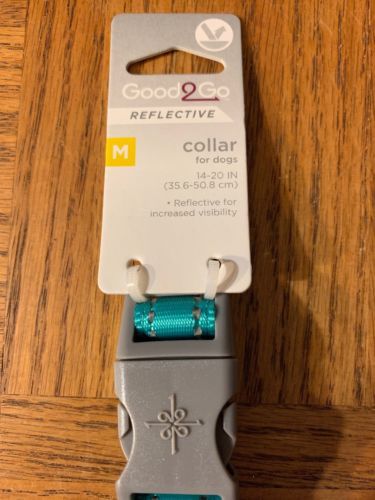 Good2Go
REFLECTIVE
M
collar
for dogs
14-20 IN
(35.6-50.8 cm)
• Reflective for
increased visibility